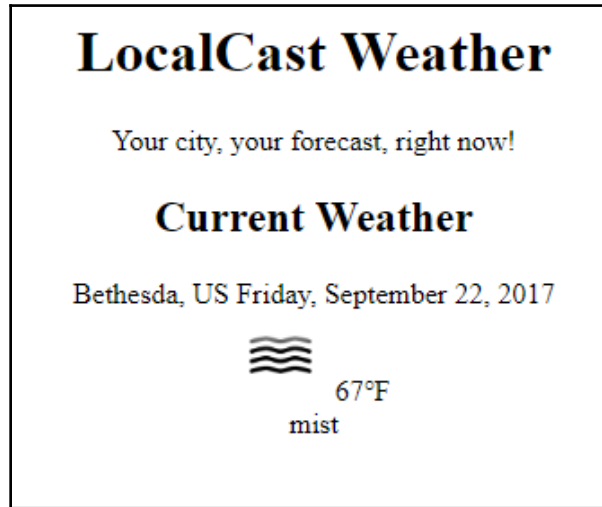 LocalCast Weather
Your city, your forecast, right now!
Current Weather
Bethesda, US Friday, September 22, 2017
67°F
mist